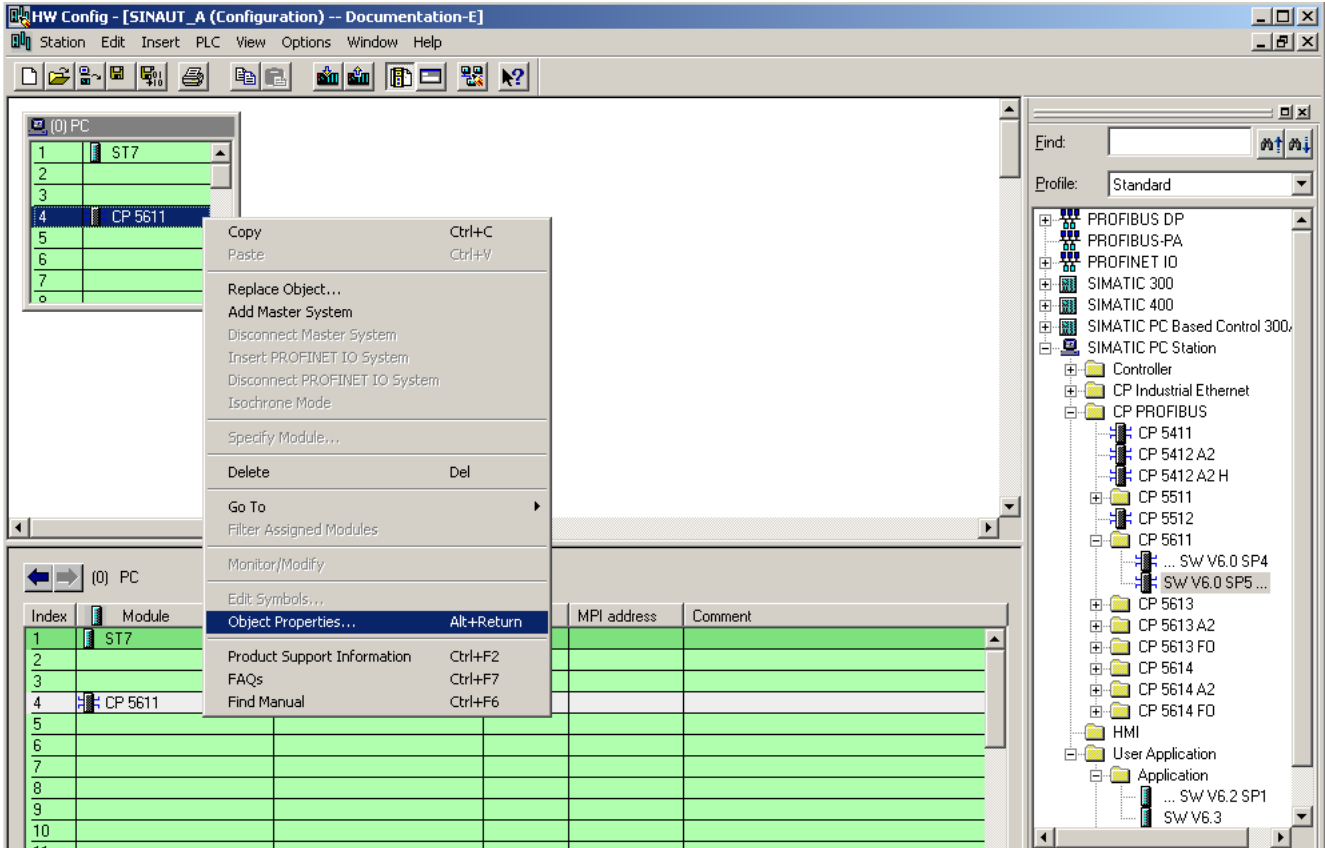 HW Config - [SINAUT_A (Configuration) -- Documentation-E]
Station Edit Insert PLC View Options Window Help
(0) PC
1 ST7
2
3
4 CP 5611
5
6
7
Copy Ctrl+C
Paste Ctrl+V
Replace Object...
Add Master System
Disconnect Master System
Insert PROFINET IO System
Disconnect PROFINET IO System
Isochrone Mode
Specify Module...
Delete Del
Go To
Filter Assigned Modules
Monitor/Modify
Edit Symbols...
Object Properties... Alt+Return
Product Support Information Ctrl+F2
FAQs Ctrl+F7
Find Manual Ctrl+F6
(0) PC
Index Module MPI address Comment
1 ST7
2
3
4 CP 5611
5
6
7
8
9
10
Find:
Profile: Standard
PROFIBUS DP
PROFIBUS-PA
PROFINET IO
SIMATIC 300
SIMATIC 400
SIMATIC PC Based Control 300/
SIMATIC PC Station
Controller
CP Industrial Ethernet
CP PROFIBUS
CP 5411
CP 5412 A2
CP 5412 A2 H
CP 5511
CP 5512
CP 5611
... SW V6.0 SP4
SW V6.0 SP5 ...
CP 5613
CP 5613 A2
CP 5613 FO
CP 5614
CP 5614 A2
CP 5614 FO
HMI
User Application
Application
... SW V6.2 SP1
SW V6.3